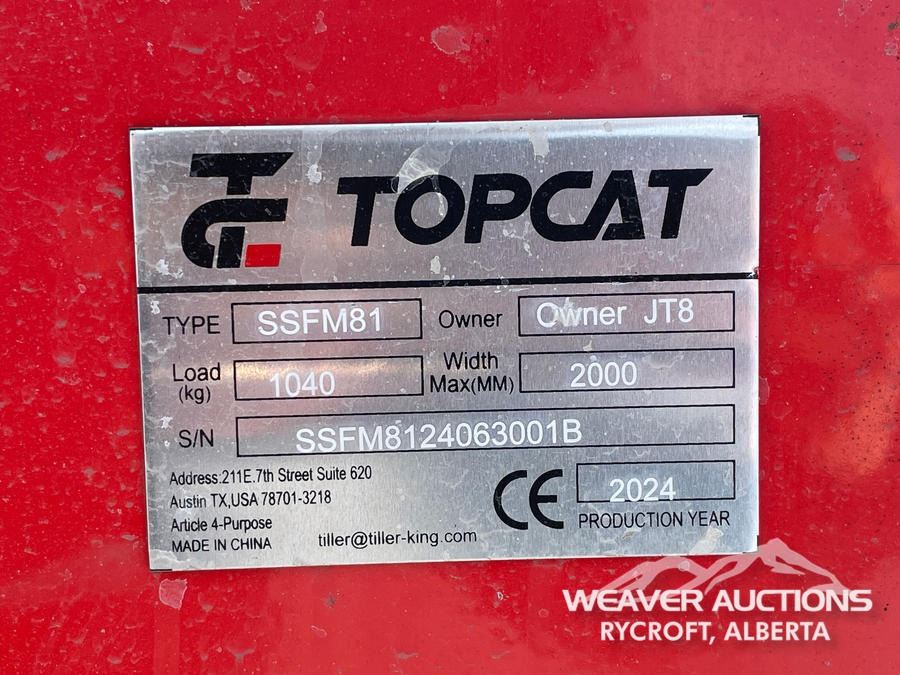 TOPCAT
TYPE SSFM81 Owner Owner JT8
Load (kg) 1040 Width Max(MM) 2000
S/N SSFM8124063001B
Address:211E.7th Street Suite 620
Austin TX,USA 78701-3218
Article 4-Purpose
MADE IN CHINA tiller@tiller-king.com
CE 2024
PRODUCTION YEAR
WEAVER AUCTIONS
RYCROFT, ALBERTA